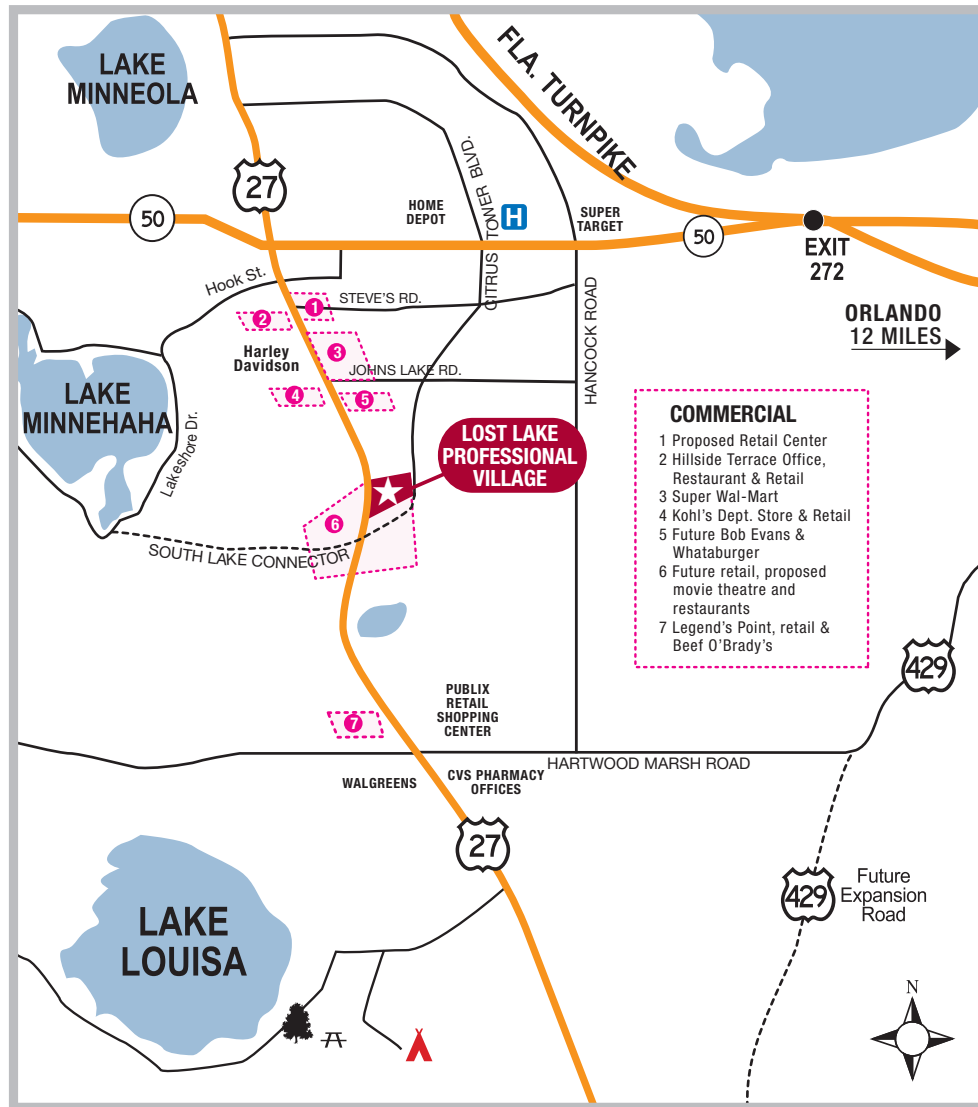 LAKE
MINNEOLA
FLA. TURNPIKE
27
50
HOME
DEPOT
CITRUS TOWER BLVD.
H
SUPER
TARGET
50
EXIT
272
Hook St.
STEVE'S RD.
1
2
ORLANDO
12 MILES
Harley
Davidson
3
JOHNS LAKE RD.
HANCOCK ROAD
LAKE
MINNEHAHA
Lakeshore Dr.
4
5
LOST LAKE
PROFESSIONAL
VILLAGE
COMMERCIAL
1 Proposed Retail Center
2 Hillside Terrace Office,
Restaurant & Retail
3 Super Wal-Mart
4 Kohl's Dept. Store & Retail
5 Future Bob Evans &
Whataburger
6 Future retail, proposed
movie theatre and
restaurants
7 Legend's Point, retail &
Beef O'Brady's
6
SOUTH LAKE CONNECTOR
429
PUBLIX
RETAIL
SHOPPING
CENTER
7
HARTWOOD MARSH ROAD
WALGREENS
CVS PHARMACY
OFFICES
27
429
Future
Expansion
Road
LAKE
LOUISA
N